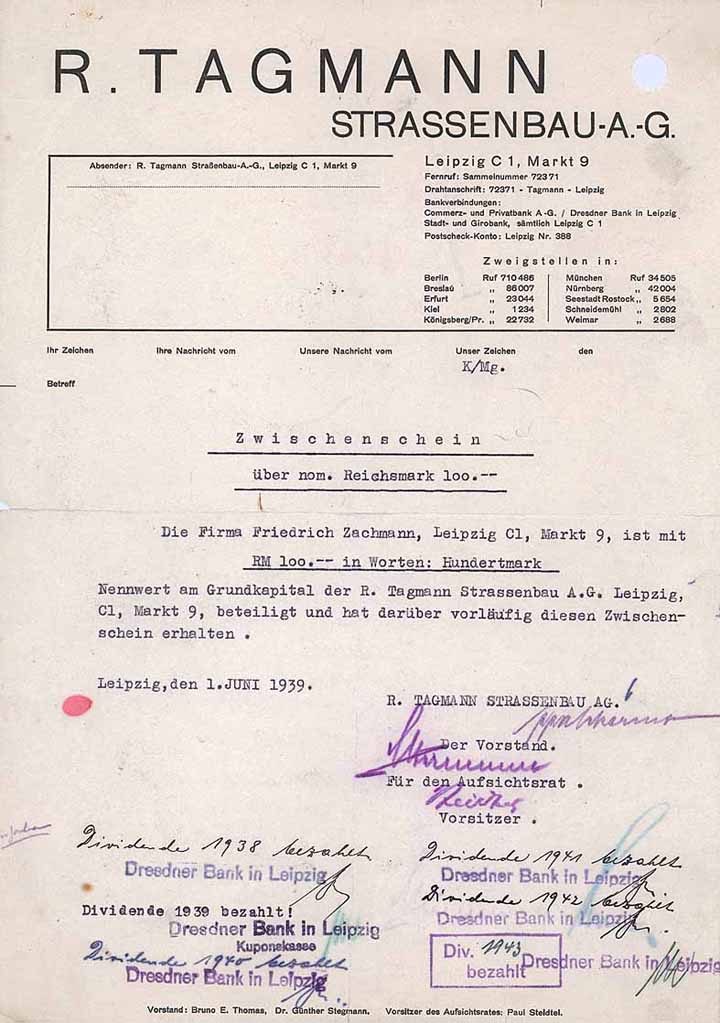 R. TAGMANN
STRASSENBAU-A.-G.
Absender: R. Tagmann Straßenbau-A.-G., Leipzig C 1, Markt 9
Leipzig C 1, Markt 9
Fernruf: Sammelnummer 72371
Drahtanschrift: 72371 - Tagmann - Leipzig
Bankverbindungen:
Commerz- und Privatbank A-G. / Dresdner Bank in Leipzig
Stadt- und Girobank, sämtlich Leipzig C 1
Postscheck-Konto: Leipzig Nr. 388
Zweigstellen in:
Berlin Ruf 710486
Breslau „ 86007
Erfurt „ 23044
Kiel „ 1234
Königsberg/Pr. „ 22732
München Ruf 34505
Nürnberg „ 42004
Seestadt Rostock „ 5654
Schneidemühl „ 2802
Weimar „ 2688
Ihr Zeichen Ihre Nachricht vom Unsere Nachricht vom Unser Zeichen den
K/Mg.
Betreff
Zwischenschein
über nom. Reichsmark loo.--
Die Firma Friedrich Zachmann, Leipzig Cl, Markt 9, ist mit
RM loo.-- in Worten: Hundertmark
Nennwert am Grundkapital der R. Tagmann Strassenbau A.G. Leipzig,
Cl, Markt 9, beteiligt und hat darüber vorläufig diesen Zwischen-
schein erhalten .
Leipzig,den 1.JUNI 1939.
R. TAGMANN STRASSENBAU AG.
Der Vorstand.
Für den Aufsichtsrat .
Vorsitzer .
Dividende 1938 bezahlt
Dresdner Bank in Leipzig
Dividende 1939 bezahlt!
Dresdner Bank in Leipzig
Kuponskasse
Dividende 1940 bezahlt
Dresdner Bank in Leipzig
Dividende 1941 bezahlt
Dresdner Bank in Leipzig
Dividende 1942 bezahlt
Dresdner Bank in Leipzig
Div. 1943
bezahlt
Dresdner Bank in Leipzig
Vorstand: Bruno E. Thomas, Dr. Günther Stegmann. Vorsitzer des Aufsichtsrates: Paul Steidtel.